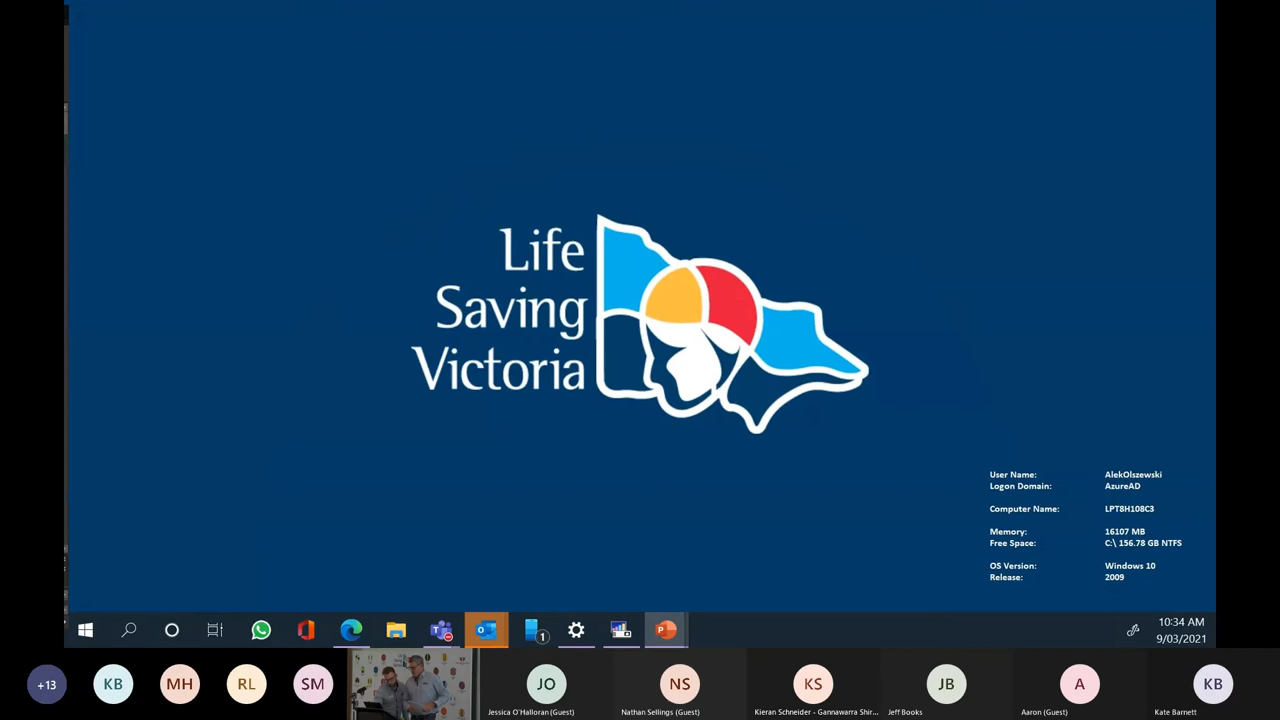 Life
Saving
Victoria
User Name: AlekOlszewski
Logon Domain: AzureAD
Computer Name: LPT8H108C3
Memory: 16107 MB
Free Space: C:\ 156.78 GB NTFS
OS Version: Windows 10
Release: 2009
1
10:34 AM
9/03/2021
+13
KB
MH
RL
SM
JO
NS
KS
JB
A
KB
Jessica O'Halloran (Guest)
Nathan Sellings (Guest)
Kieran Schneider - Gannawarra Shir...
Jeff Books
Aaron (Guest)
Kate Barnett